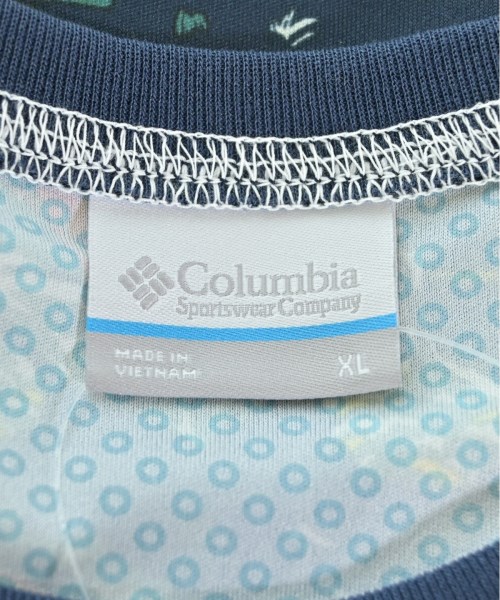 Columbia
Sportswear Company
MADE IN
VIETNAM
XL